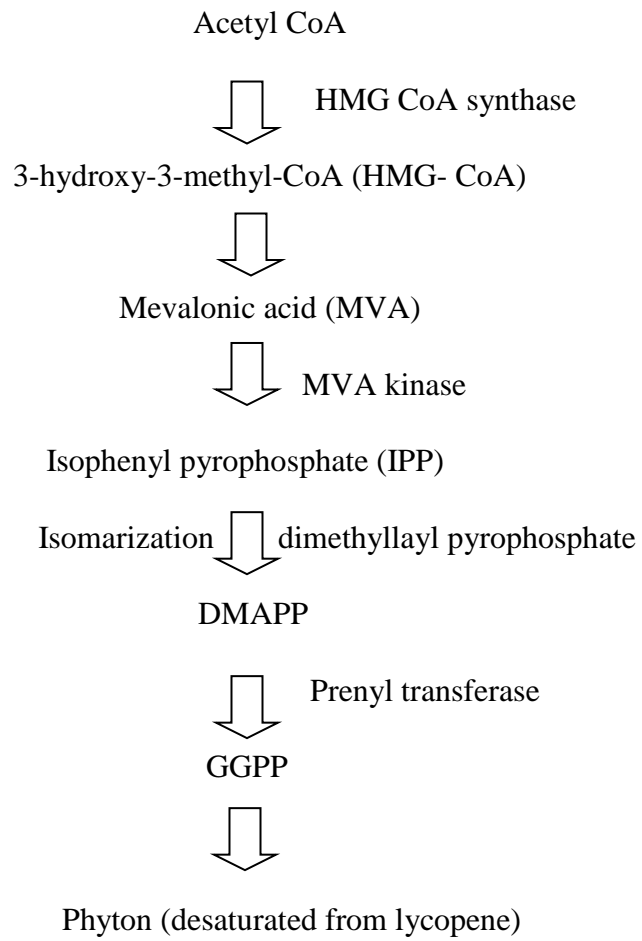 Acetyl CoA
HMG CoA synthase
3-hydroxy-3-methyl-CoA (HMG- CoA)
Mevalonic acid (MVA)
MVA kinase
Isophenyl pyrophosphate (IPP)
Isomarization dimethyllayl pyrophosphate
DMAPP
Prenyl transferase
GGPP
Phyton (desaturated from lycopene)